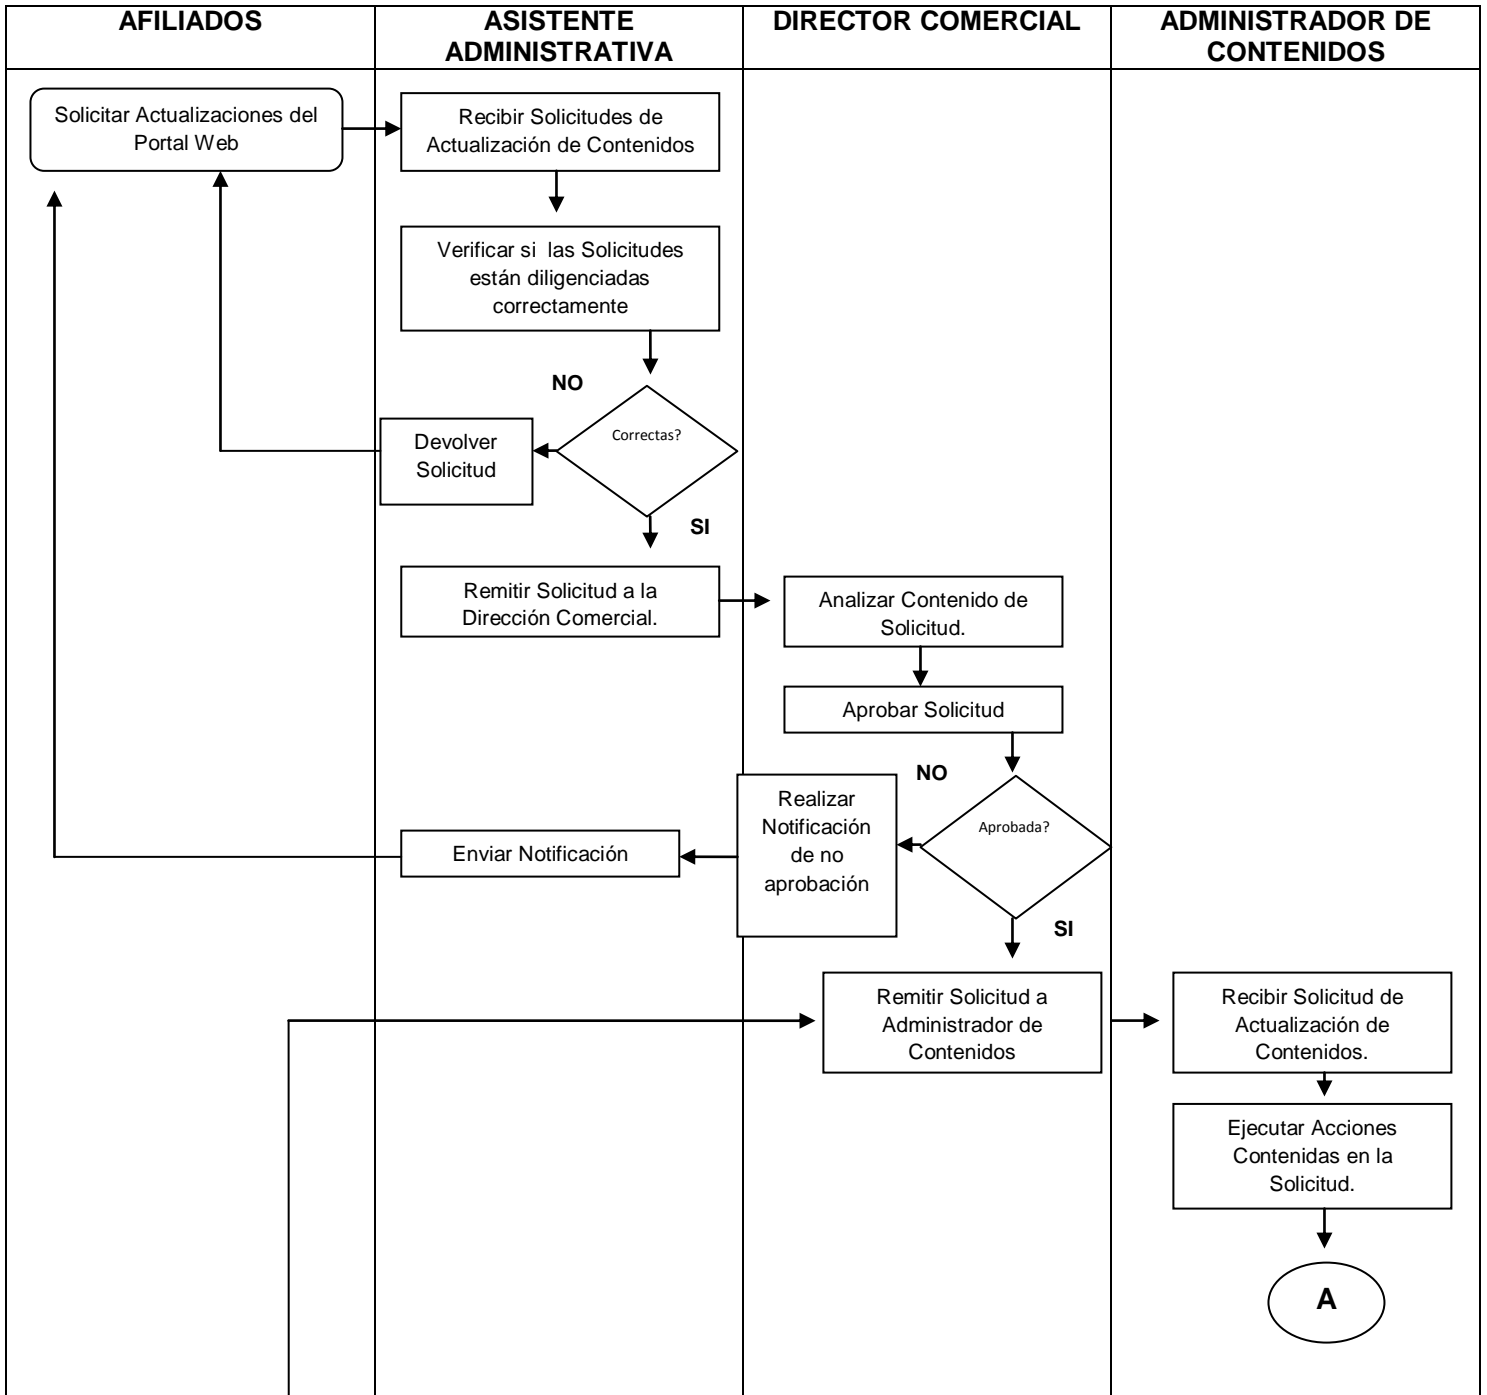 AFILIADOS
ASISTENTE
ADMINISTRATIVA
DIRECTOR COMERCIAL
ADMINISTRADOR DE
CONTENIDOS
Solicitar Actualizaciones del
Portal Web
Recibir Solicitudes de
Actualización de Contenidos
Verificar si  las Solicitudes
están diligenciadas
correctamente
NO
Correctas?
Devolver
Solicitud
SI
Remitir Solicitud a la
Dirección Comercial.
Analizar Contenido de
Solicitud.
Aprobar Solicitud
NO
Aprobada?
Realizar
Notificación
de no
aprobación
Enviar Notificación
SI
Remitir Solicitud a
Administrador de
Contenidos
Recibir Solicitud de
Actualización de
Contenidos.
Ejecutar Acciones
Contenidas en la
Solicitud.
A